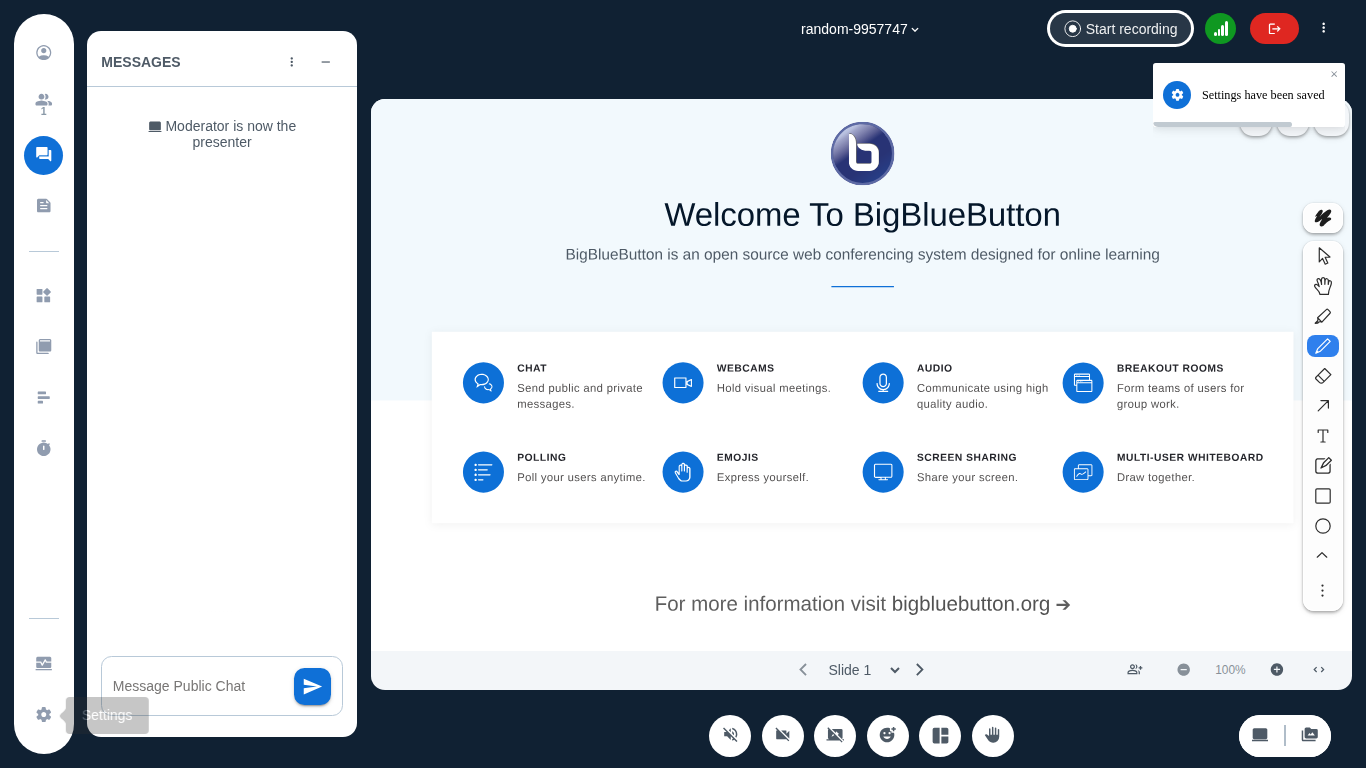 random-9957747
Start recording
Settings have been saved
1
MESSAGES
Moderator is now the
presenter
Message Public Chat
Settings
Welcome To BigBlueButton
BigBlueButton is an open source web conferencing system designed for online learning
CHAT
Send public and private
messages.
WEBCAMS
Hold visual meetings.
AUDIO
Communicate using high
quality audio.
BREAKOUT ROOMS
Form teams of users for
group work.
POLLING
Poll your users anytime.
EMOJIS
Express yourself.
SCREEN SHARING
Share your screen.
MULTI-USER WHITEBOARD
Draw together.
For more information visit bigbluebutton.org ➔
Slide 1
100%